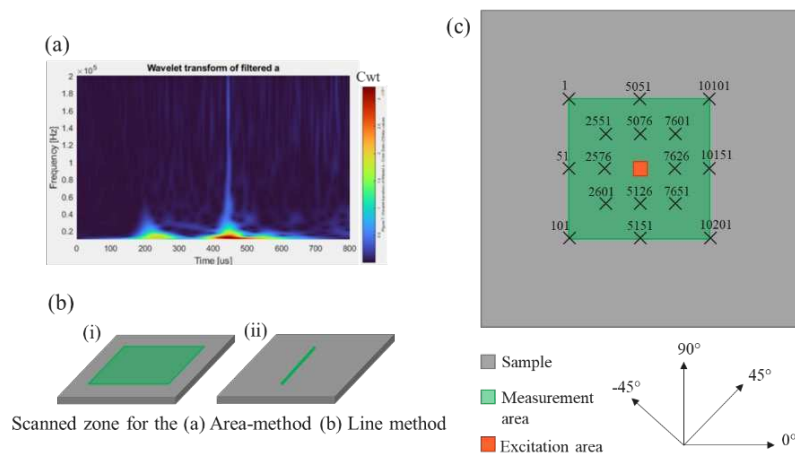 (a)
Wavelet transform of filtered a
Cwt
× 10⁵
2
1.8
1.6
1.4
1.2
1
0.8
0.6
0.4
0.2
Frequency [Hz]
0 100 200 300 400 500 600 700 800
Time [us]
(b)
(i) (ii)
Scanned zone for the (a) Area-method (b) Line method
(c)
1 5051 10101
2551 5076 7601
51 2576 7626 10151
2601 5126 7651
101 5151 10201
Sample
Measurement
area
Excitation area
90°
-45° 45°
0°